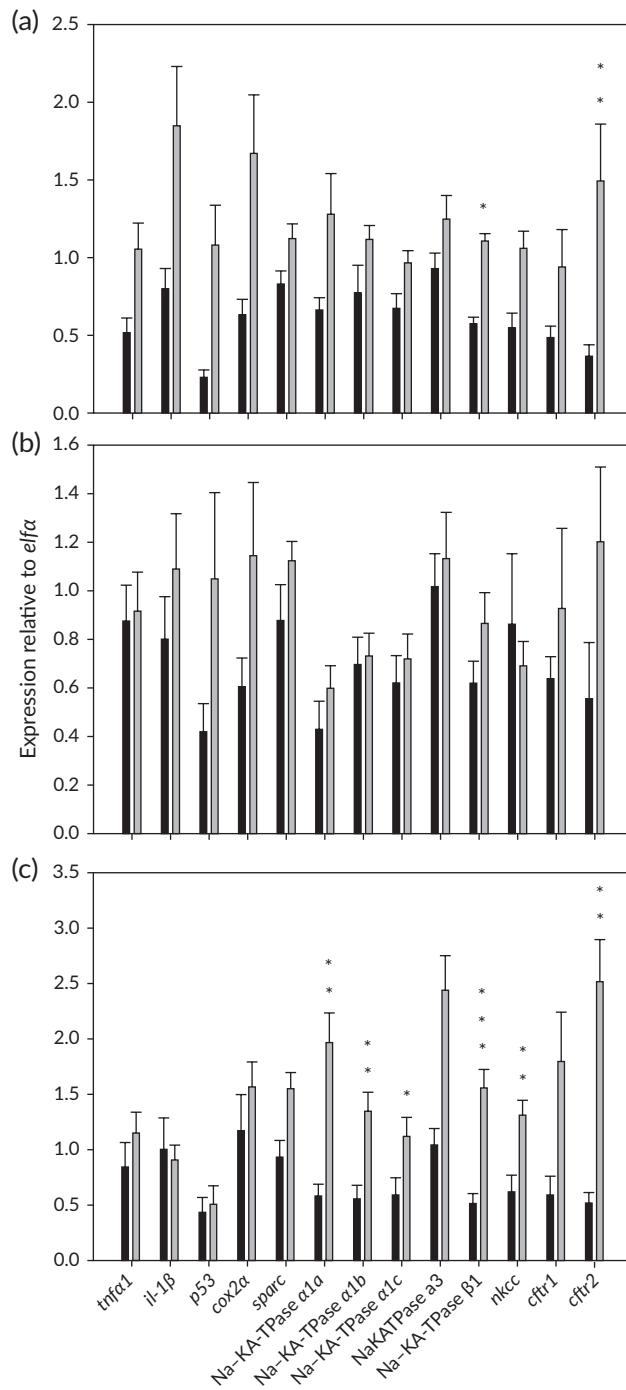 (a)
2.5
2.0
1.5
1.0
0.5
0.0
*
*
*
(b)
1.6
1.4
1.2
1.0
0.8
0.6
0.4
0.2
0.0
Expression relative to elfα
(c)
3.5
3.0
2.5
2.0
1.5
1.0
0.5
0.0
*
*
*
*
*
*
*
*
*
*
*
*
tnfα1
il-1β
p53
cox2α
sparc
Na–KA-TPase α1a
Na–KA-TPase α1b
Na–KA-TPase α1c
NaKATPase a3
Na–KA-TPase β1
nkcc
cftr1
cftr2